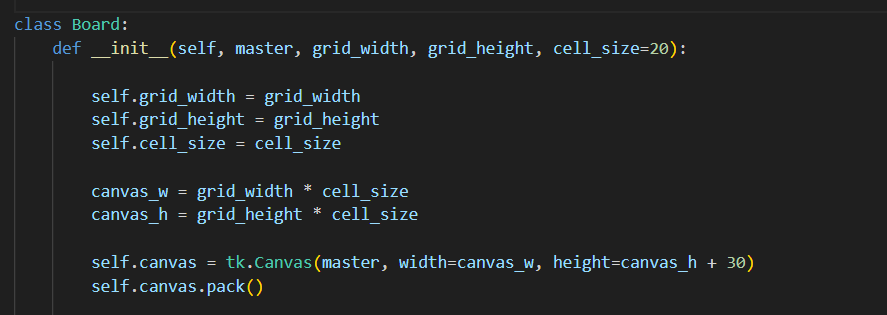 class Board:
    def __init__(self, master, grid_width, grid_height, cell_size=20):
        self.grid_width = grid_width
        self.grid_height = grid_height
        self.cell_size = cell_size
        canvas_w = grid_width * cell_size
        canvas_h = grid_height * cell_size
        self.canvas = tk.Canvas(master, width=canvas_w, height=canvas_h + 30)
        self.canvas.pack()